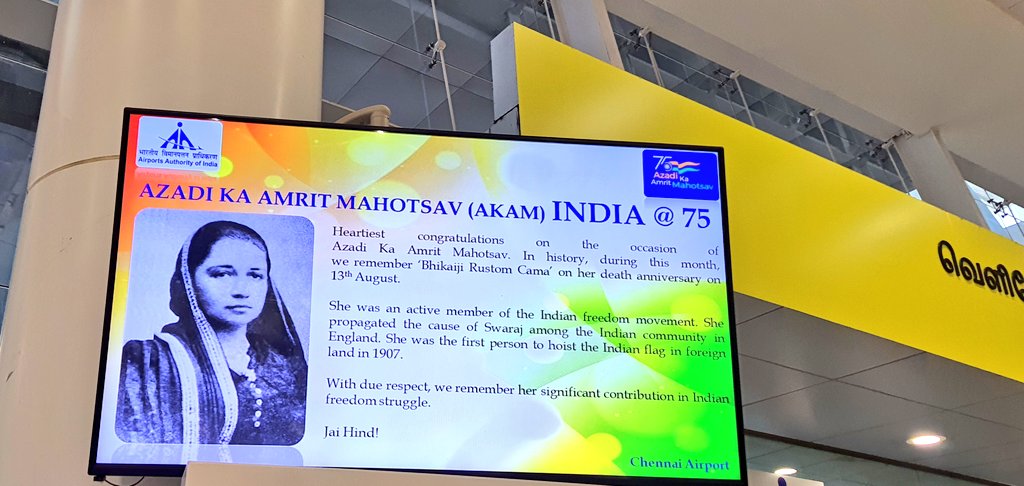 भारतीय विमानपत्तन प्राधिकरण
Airports Authority of India
75
Azadi Ka
Amrit Mahotsav
AZADI KA AMRIT MAHOTSAV (AKAM) INDIA @ 75
Heartiest congratulations on the occasion of
Azadi Ka Amrit Mahotsav. In history, during this month,
we remember 'Bhikaiji Rustom Cama' on her death anniversary on
13th August.
She was an active member of the Indian freedom movement. She
propagated the cause of Swaraj among the Indian community in
England. She was the first person to hoist the Indian flag in foreign
land in 1907.
With due respect, we remember her significant contribution in Indian
freedom struggle.
Jai Hind!
Chennai Airport